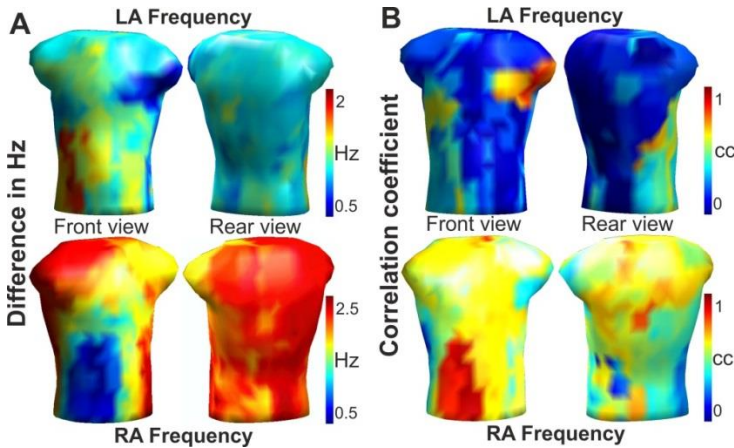 A
LA Frequency
Difference in Hz
2
Hz
0.5
Front view
Rear view
2.5
Hz
0.5
RA Frequency
B
LA Frequency
Correlation coefficient
1
cc
0
Front view
Rear view
1
cc
0
RA Frequency